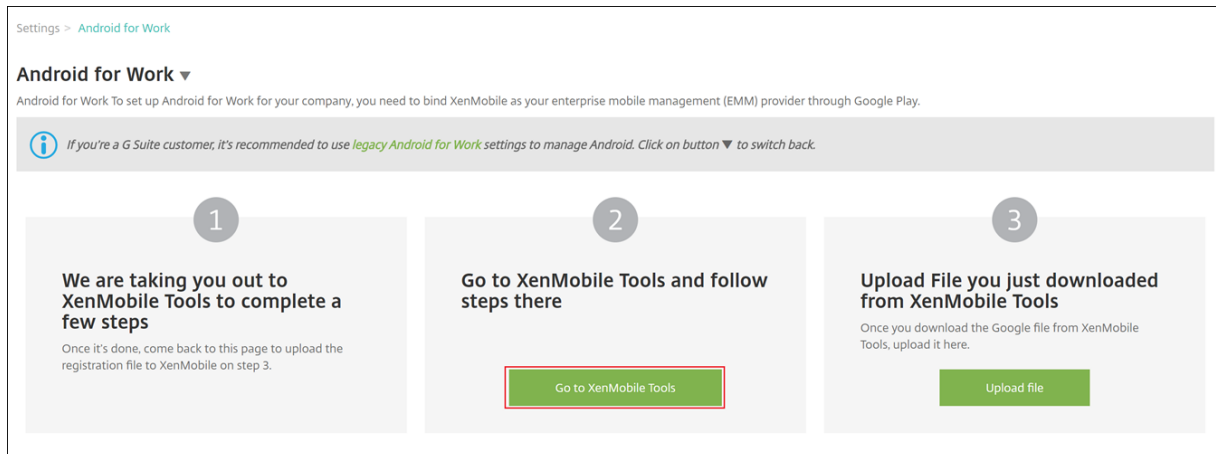 Settings > Android for Work
Android for Work ▼
Android for Work To set up Android for Work for your company, you need to bind XenMobile as your enterprise mobile management (EMM) provider through Google Play.
If you're a G Suite customer, it's recommended to use legacy Android for Work settings to manage Android. Click on button ▼ to switch back.
1
We are taking you out to
XenMobile Tools to complete a
few steps
Once it's done, come back to this page to upload the
registration file to XenMobile on step 3.
2
Go to XenMobile Tools and follow
steps there
Go to XenMobile Tools
3
Upload File you just downloaded
from XenMobile Tools
Once you download the Google file from XenMobile
Tools, upload it here.
Upload file